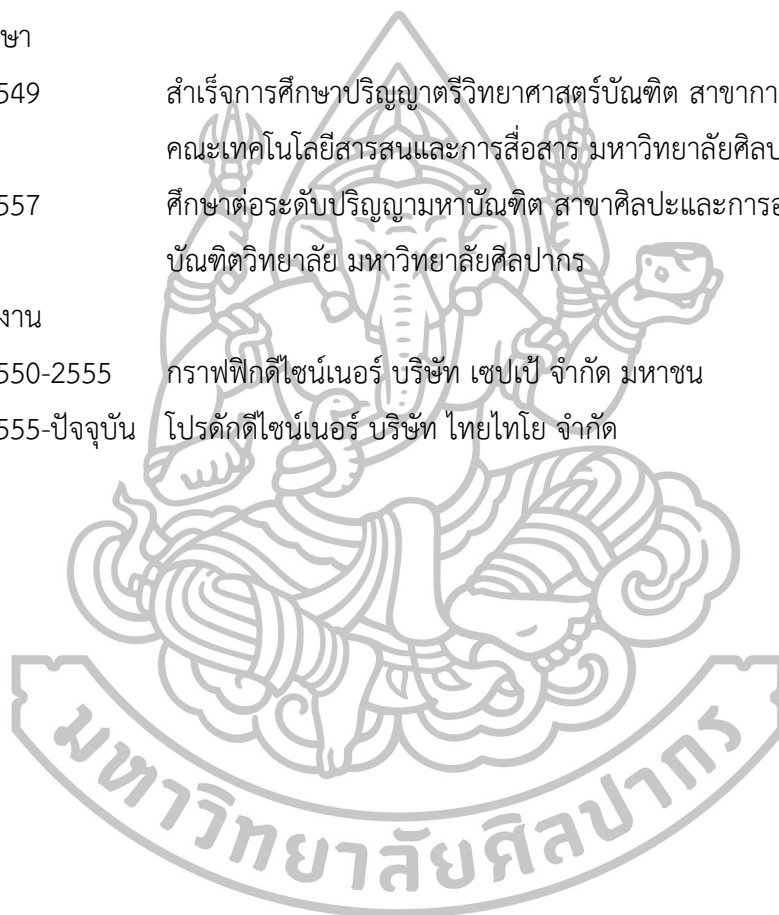 ษา
549 สำเร็จการศึกษาปริญญาตรีวิทยาศาสตร์บัณฑิต สาขากา
คณะเทคโนโลยีสารสนและการสื่อสาร มหาวิทยาลัยศิลป
557 ศึกษาต่อระดับปริญญามหาบัณฑิต สาขาศิลปะและการอ
บัณฑิตวิทยาลัย มหาวิทยาลัยศิลปากร
งาน
550-2555 กราฟฟิกดีไซน์เนอร์ บริษัท เซปเป้ จำกัด มหาชน
555-ปัจจุบัน โปรดักดีไซน์เนอร์ บริษัท ไทยไทโย จำกัด
มหาวิทยาลัยศิลปากร